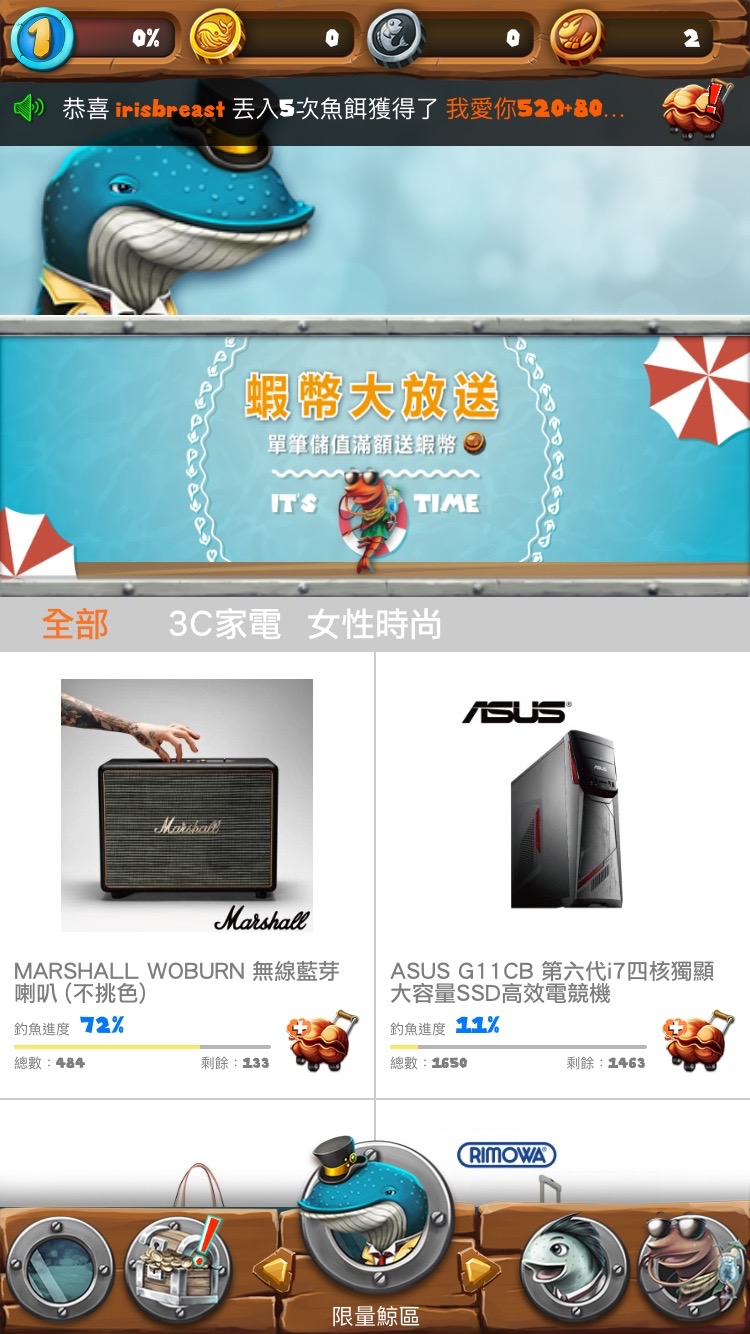 1 0% 0 0 2
恭喜 irisbreast 丟入5次魚餌獲得了 我愛你520+80...
蝦幣大放送
單筆儲值滿額送蝦幣
IT'S TIME
全部 3C家電 女性時尚
Marshall
Marshall
ASUS
MARSHALL WOBURN 無線藍芽
喇叭 (不挑色)
釣魚進度 72%
總數：484 剩餘：133
ASUS G11CB 第六代i7四核獨顯
大容量SSD高效電競機
釣魚進度 11%
總數：1650 剩餘：1463
RIMOWA
限量鯨區